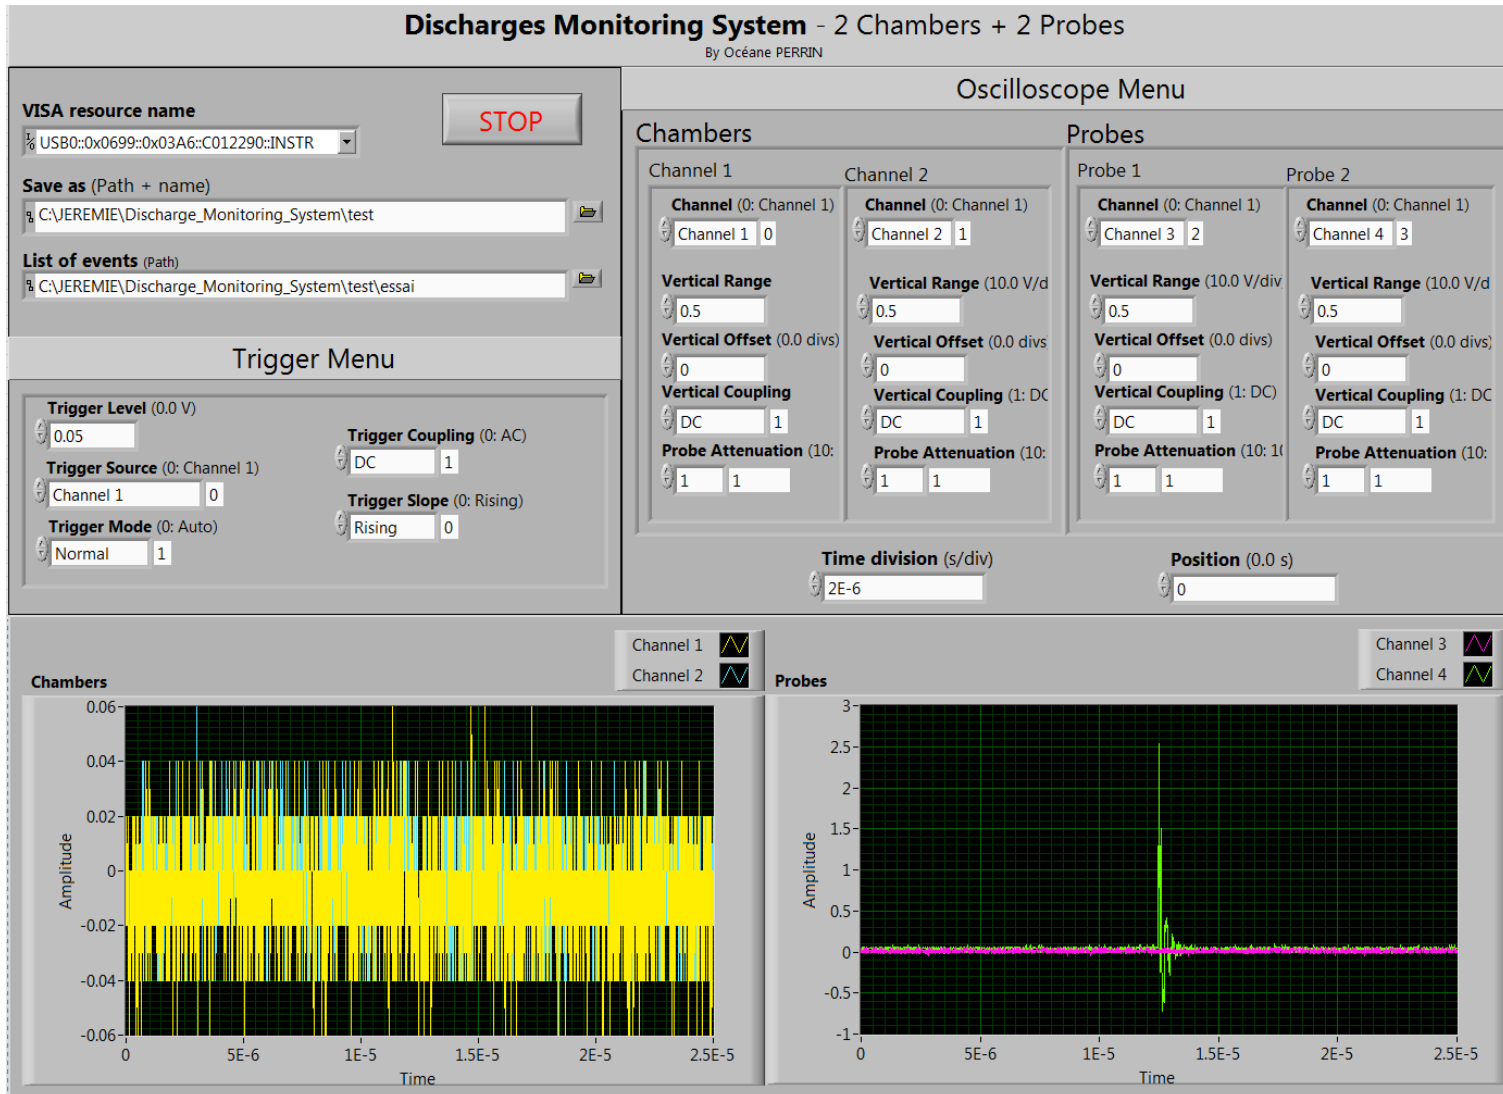 Discharges Monitoring System - 2 Chambers + 2 Probes
By Océane PERRIN
VISA resource name
USB0::0x0699::0x03A6::C012290::INSTR
STOP
Save as (Path + name)
C:\JEREMIE\Discharge_Monitoring_System\test
List of events (Path)
C:\JEREMIE\Discharge_Monitoring_System\test\essai
Trigger Menu
Trigger Level (0.0 V)
0.05
Trigger Source (0: Channel 1)
Channel 1 0
Trigger Mode (0: Auto)
Normal 1
Trigger Coupling (0: AC)
DC 1
Trigger Slope (0: Rising)
Rising 0
Oscilloscope Menu
Chambers
Channel 1
Channel (0: Channel 1)
Channel 1 0
Vertical Range
0.5
Vertical Offset (0.0 divs)
0
Vertical Coupling
DC 1
Probe Attenuation (10:
1 1
Channel 2
Channel (0: Channel 1)
Channel 2 1
Vertical Range (10.0 V/d
0.5
Vertical Offset (0.0 divs
0
Vertical Coupling (1: DC
DC 1
Probe Attenuation (10:
1 1
Probes
Probe 1
Channel (0: Channel 1)
Channel 3 2
Vertical Range (10.0 V/div
0.5
Vertical Offset (0.0 divs)
0
Vertical Coupling (1: DC)
DC 1
Probe Attenuation (10: 10
1 1
Probe 2
Channel (0: Channel 1)
Channel 4 3
Vertical Range (10.0 V/d
0.5
Vertical Offset (0.0 divs)
0
Vertical Coupling (1: DC
DC 1
Probe Attenuation (10:
1 1
Time division (s/div)
2E-6
Position (0.0 s)
0
Channel 1
Channel 2
Chambers
0.06
0.04
0.02
0
-0.02
-0.04
-0.06
Amplitude
0 5E-6 1E-5 1.5E-5 2E-5 2.5E-5
Time
Channel 3
Channel 4
Probes
3
2.5
2
1.5
1
0.5
0
-0.5
-1
Amplitude
0 5E-6 1E-5 1.5E-5 2E-5 2.5E-5
Time